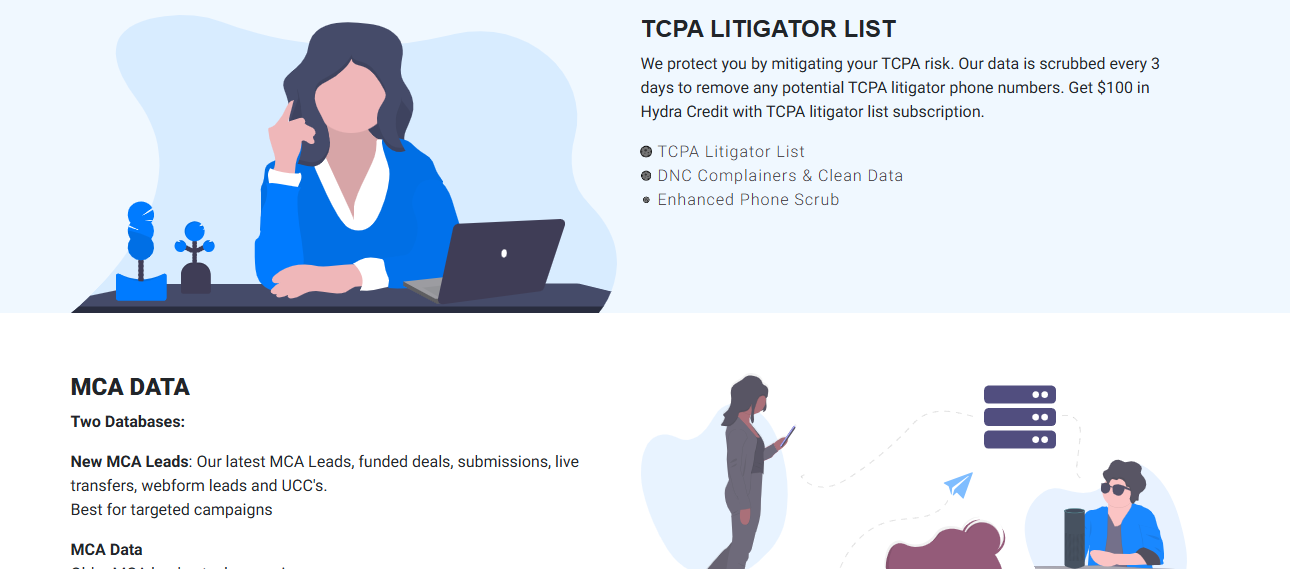 TCPA LITIGATOR LIST
We protect you by mitigating your TCPA risk. Our data is scrubbed every 3
days to remove any potential TCPA litigator phone numbers. Get $100 in
Hydra Credit with TCPA litigator list subscription.
TCPA Litigator List
DNC Complainers & Clean Data
Enhanced Phone Scrub
MCA DATA
Two Databases:
New MCA Leads: Our latest MCA Leads, funded deals, submissions, live
transfers, webform leads and UCC's.
Best for targeted campaigns
MCA Data